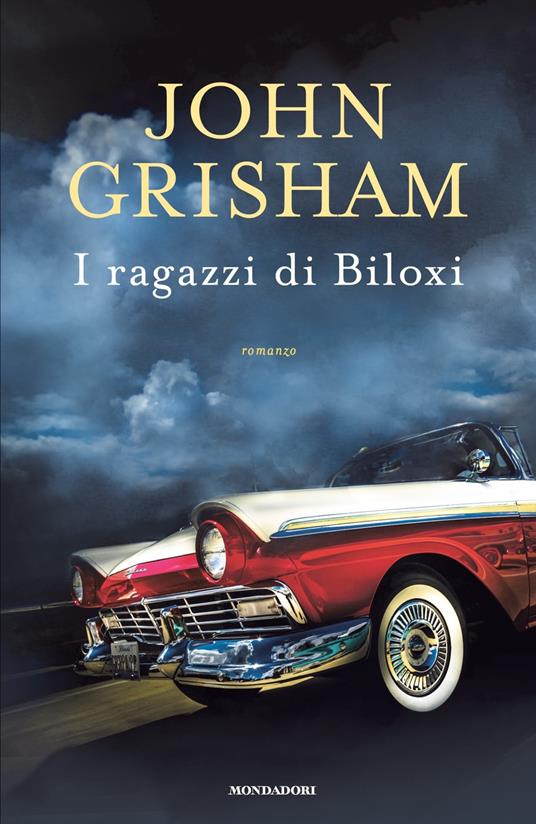 JOHN
GRISHAM
I ragazzi di Biloxi
romanzo
MONDADORI